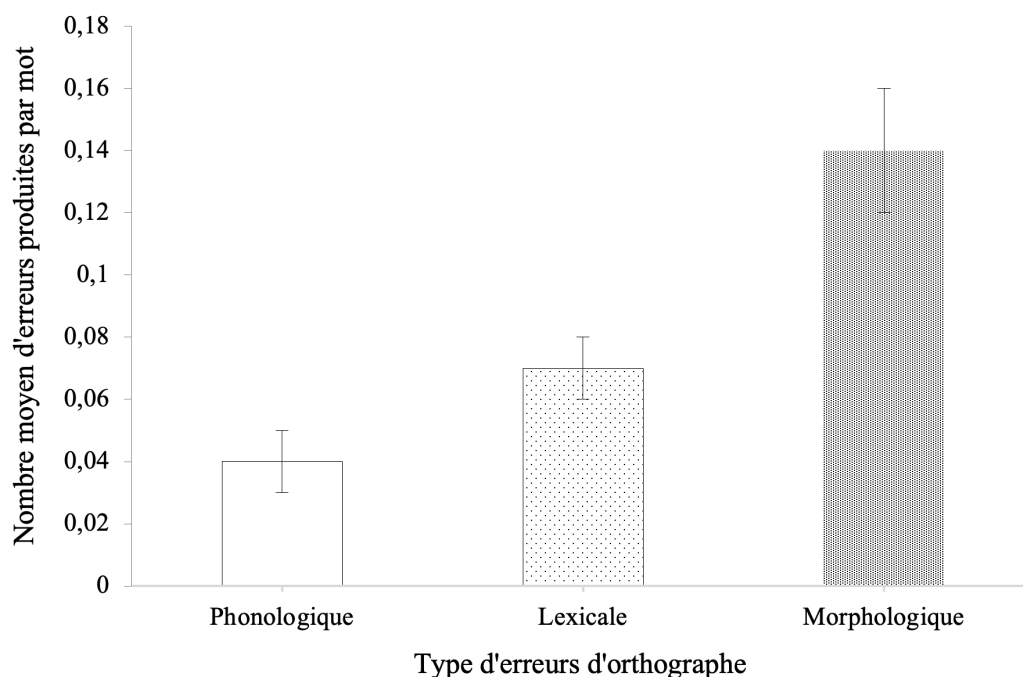 Nombre moyen d'erreurs produites par mot
0,18
0,16
0,14
0,12
0,1
0,08
0,06
0,04
0,02
0
Phonologique
Lexicale
Morphologique
Type d'erreurs d'orthographe